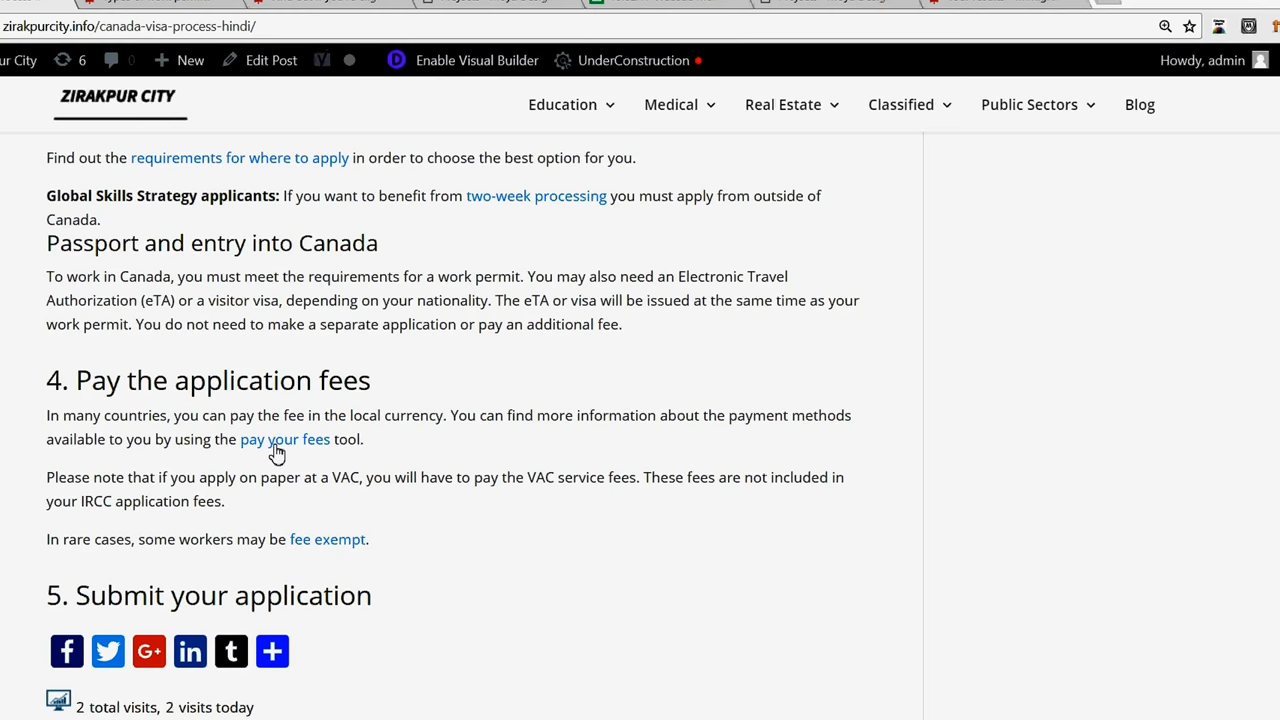 zirakpurcity.info/canada-visa-process-hindi/
ur City 6 0 New Edit Post Enable Visual Builder UnderConstruction Howdy, admin
ZIRAKPUR CITY Education Medical Real Estate Classified Public Sectors Blog
Find out the requirements for where to apply in order to choose the best option for you.
Global Skills Strategy applicants: If you want to benefit from two-week processing you must apply from outside of
Canada.
Passport and entry into Canada
To work in Canada, you must meet the requirements for a work permit. You may also need an Electronic Travel
Authorization (eTA) or a visitor visa, depending on your nationality. The eTA or visa will be issued at the same time as your
work permit. You do not need to make a separate application or pay an additional fee.
4. Pay the application fees
In many countries, you can pay the fee in the local currency. You can find more information about the payment methods
available to you by using the pay your fees tool.
Please note that if you apply on paper at a VAC, you will have to pay the VAC service fees. These fees are not included in
your IRCC application fees.
In rare cases, some workers may be fee exempt.
5. Submit your application
2 total visits, 2 visits today